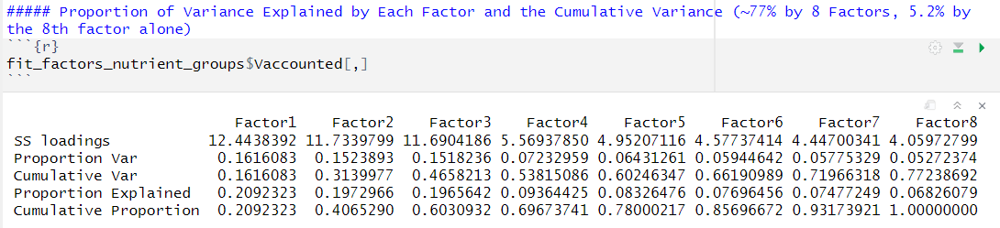 ##### Proportion of Variance Explained by Each Factor and the Cumulative Variance (~77% by 8 Factors, 5.2% by
the 8th factor alone)
```{r}
fit_factors_nutrient_groups$Vaccounted[,]
```
Factor1 Factor2 Factor3 Factor4 Factor5 Factor6 Factor7 Factor8
SS loadings 12.4438392 11.7339799 11.6904186 5.56937850 4.95207116 4.57737414 4.44700341 4.05972799
Proportion Var 0.1616083 0.1523893 0.1518236 0.07232959 0.06431261 0.05944642 0.05775329 0.05272374
Cumulative Var 0.1616083 0.3139977 0.4658213 0.53815086 0.60246347 0.66190989 0.71966318 0.77238692
Proportion Explained 0.2092323 0.1972966 0.1965642 0.09364425 0.08326476 0.07696456 0.07477249 0.06826079
Cumulative Proportion 0.2092323 0.4065290 0.6030932 0.69673741 0.78000217 0.85696672 0.93173921 1.00000000